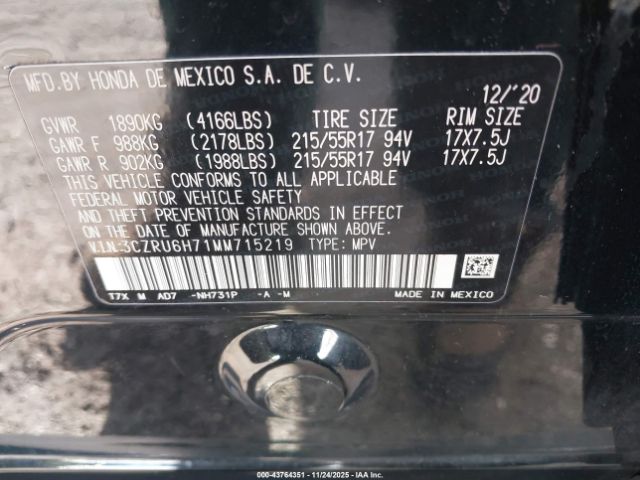 MFD.BY HONDA DE MEXICO S.A. DE C.V.
12/'20
GVWR 1890KG (4166LBS) TIRE SIZE RIM SIZE
GAWR F 988KG (2178LBS) 215/55R17 94V 17X7.5J
GAWR R 902KG (1988LBS) 215/55R17 94V 17X7.5J
THIS VEHICLE CONFORMS TO ALL APPLICABLE
FEDERAL MOTOR VEHICLE SAFETY
AND THEFT PREVENTION STANDARDS IN EFFECT
ON THE DATE OF MANUFACTURE SHOWN ABOVE.
V.I.N.:3CZRU6H71MM715219 TYPE: MPV
T7X M AD7 -NH731P -A -M MADE IN MEXICO
000-43764351 - 11/24/2025 - IAA Inc.